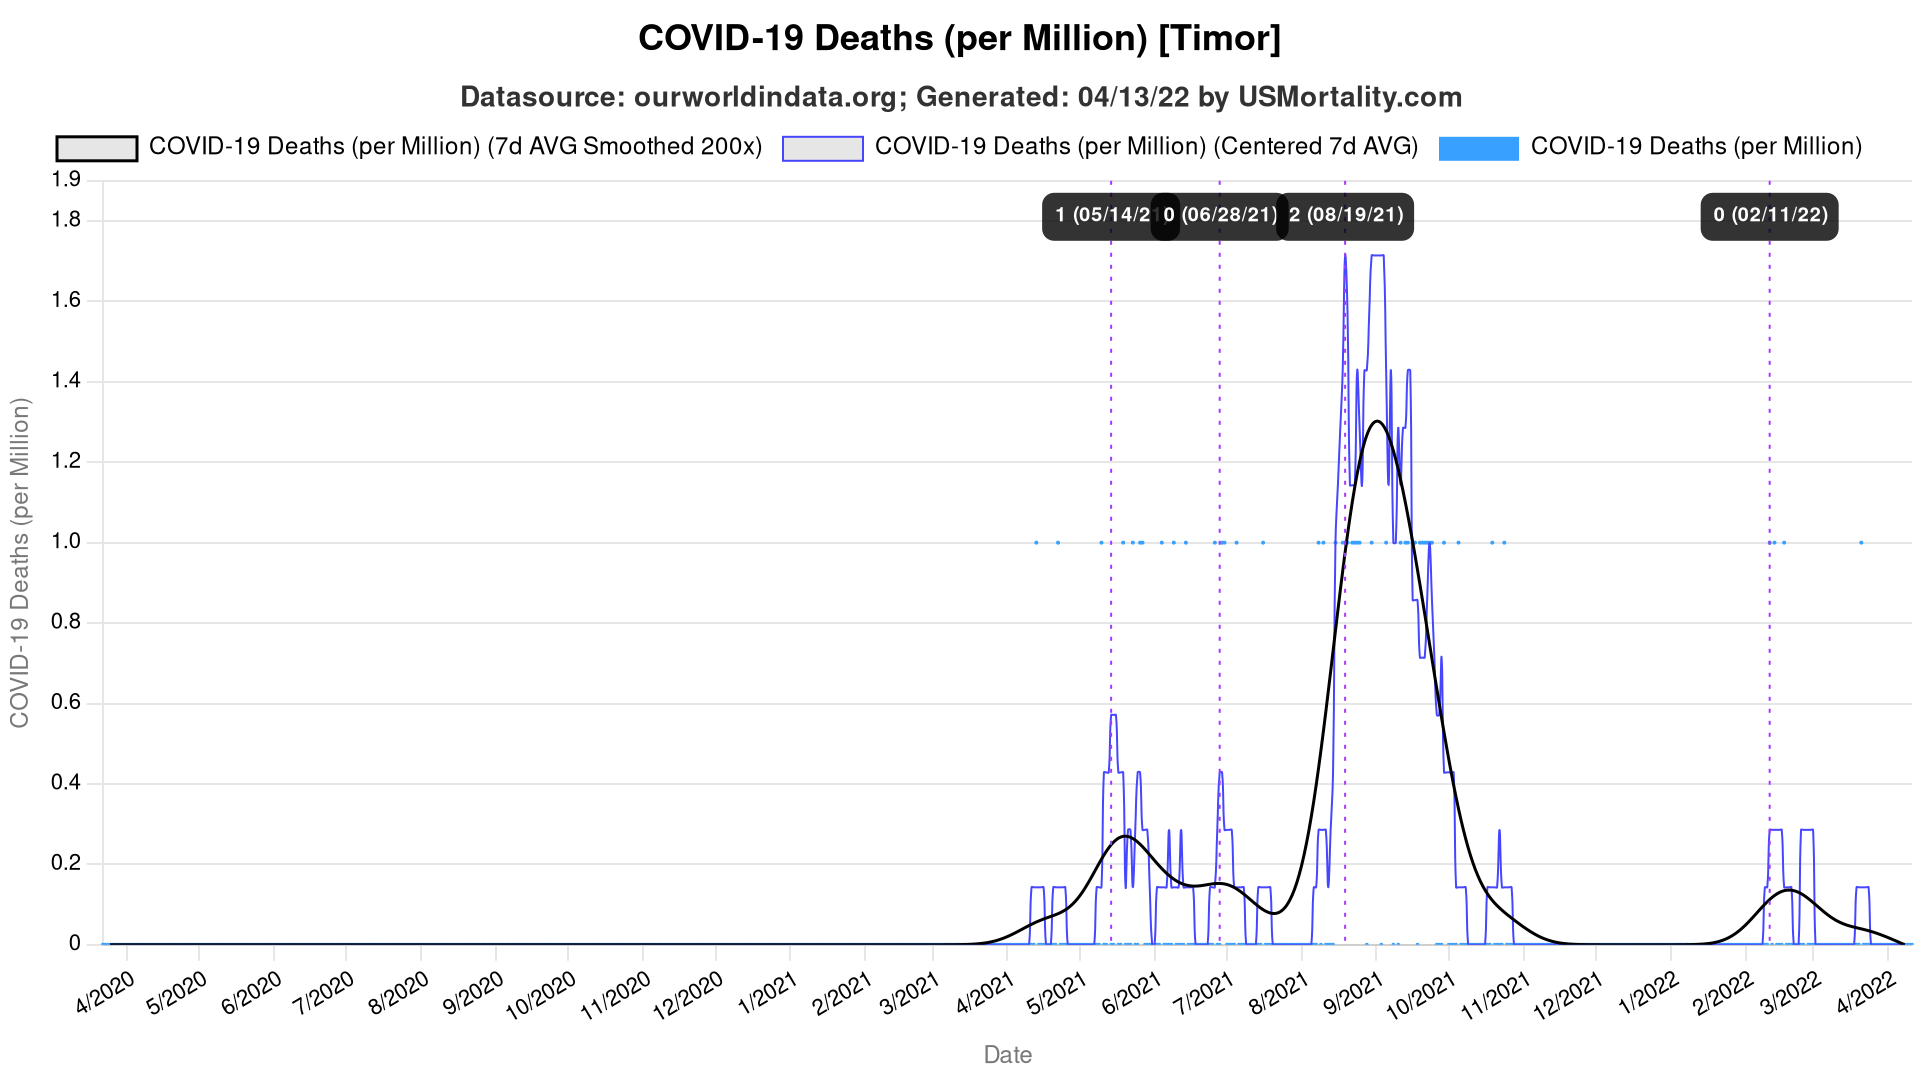 COVID-19 Deaths (per Million) [Timor]
Datasource: ourworldindata.org; Generated: 04/13/22 by USMortality.com
COVID-19 Deaths (per Million) (7d AVG Smoothed 200x) COVID-19 Deaths (per Million) (Centered 7d AVG) COVID-19 Deaths (per Million)
1.9
1.8
1 (05/14/21) 0 (06/28/21) 2 (08/19/21) 0 (02/11/22)
1.6
1.4
1.2
1.0
0.8
0.6
0.4
0.2
0
COVID-19 Deaths (per Million)
4/2020 5/2020 6/2020 7/2020 8/2020 9/2020 10/2020 11/2020 12/2020 1/2021 2/2021 3/2021 4/2021 5/2021 6/2021 7/2021 8/2021 9/2021 10/2021 11/2021 12/2021 1/2022 2/2022 3/2022 4/2022
Date